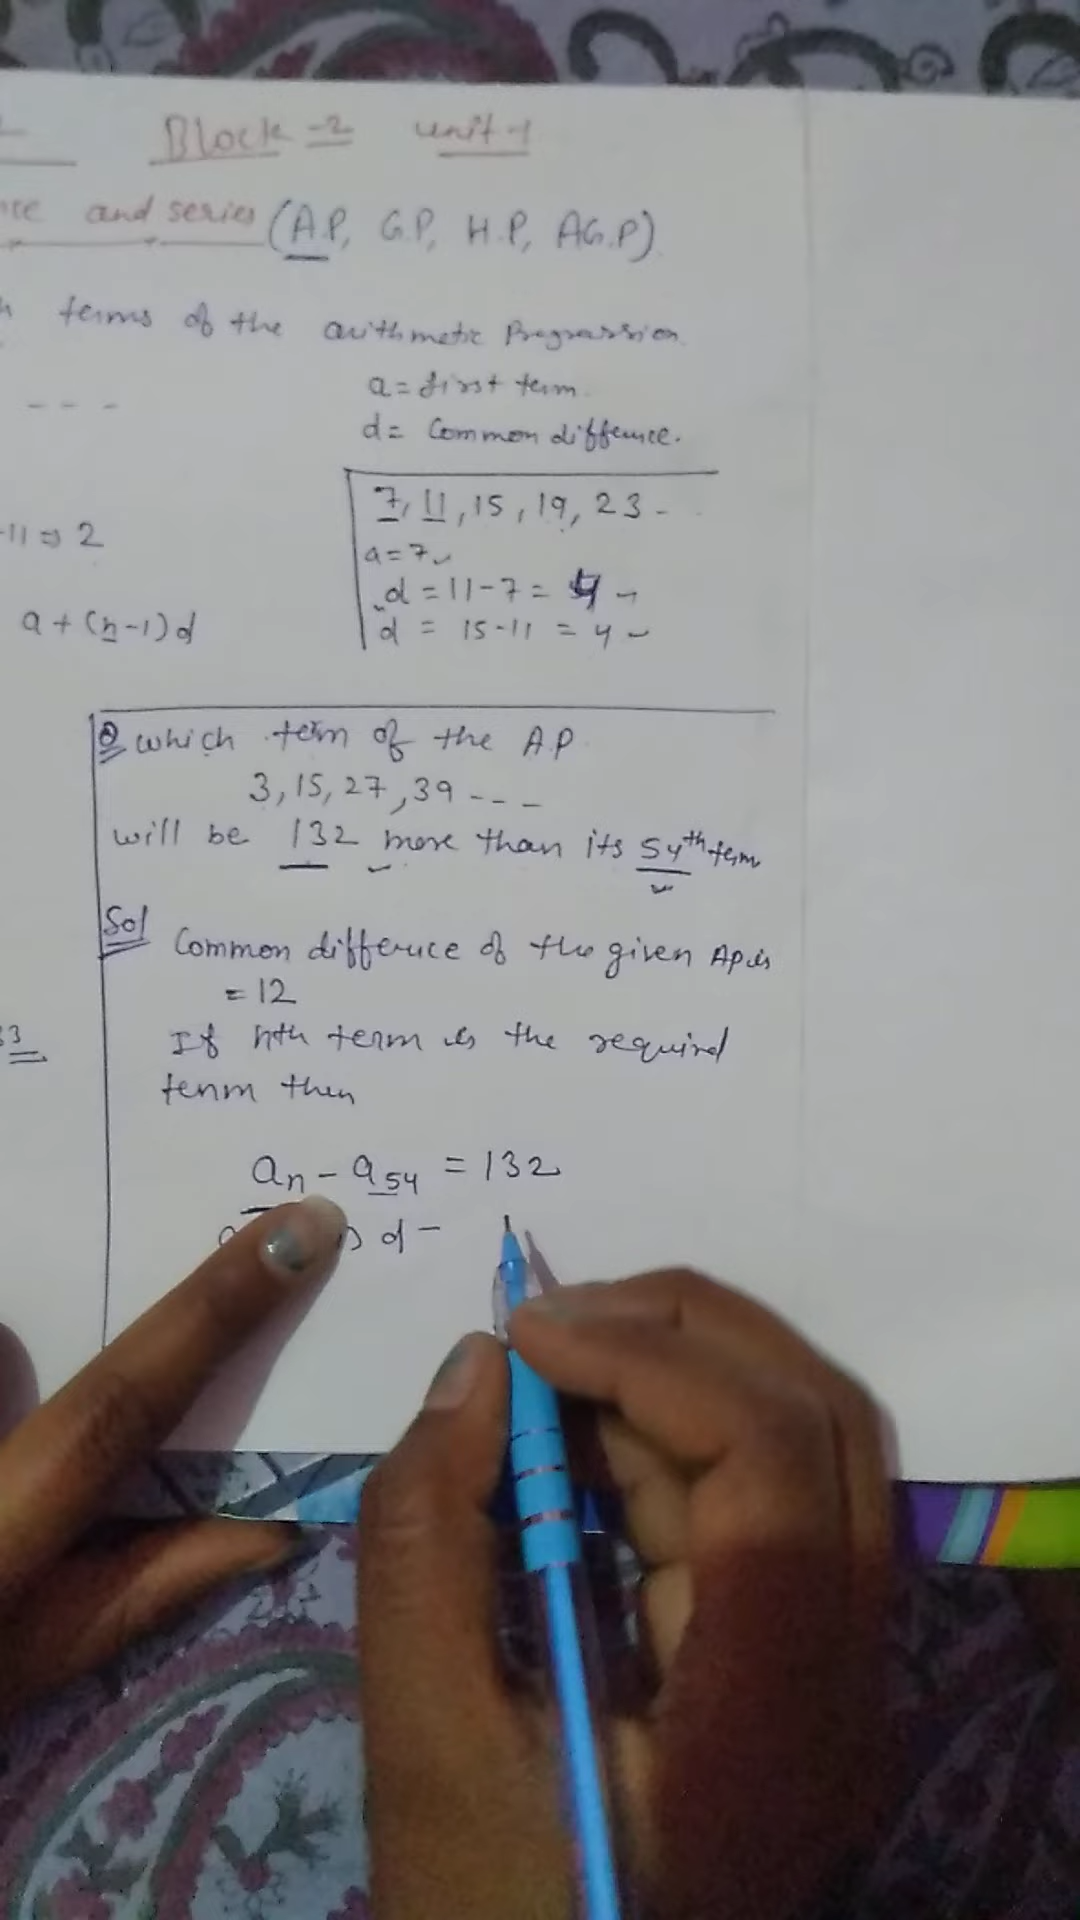 Block-2 unit-1
and series (A.P, G.P, H.P, AG.P)
terms of the arithmetic Progression.
a = first term.
- - -
d = Common differnce.
7, 11, 15, 19, 23 -
-11 ⇒ 2
a = 7
d = 11-7 = 4
a + (n-1)d
d = 15-11 = 4
Q which term of the A.P
3, 15, 27, 39 - - -
will be 132 more than its 54th term
Sol
Common differnce of the given Ap is
= 12
If nth term is the required
term then
an - a54 = 132
d -